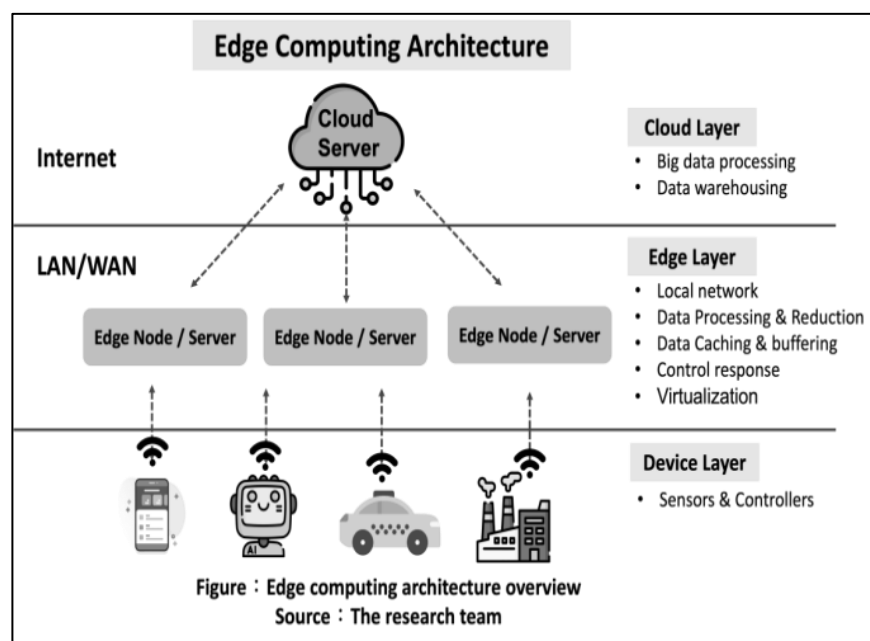 Edge Computing Architecture
Cloud
Server
Internet
Cloud Layer
• Big data processing
• Data warehousing
LAN/WAN
Edge Layer
• Local network
• Data Processing & Reduction
• Data Caching & buffering
• Control response
• Virtualization
Edge Node / Server
Edge Node / Server
Edge Node / Server
Device Layer
• Sensors & Controllers
AI
Figure：Edge computing architecture overview
Source：The research team